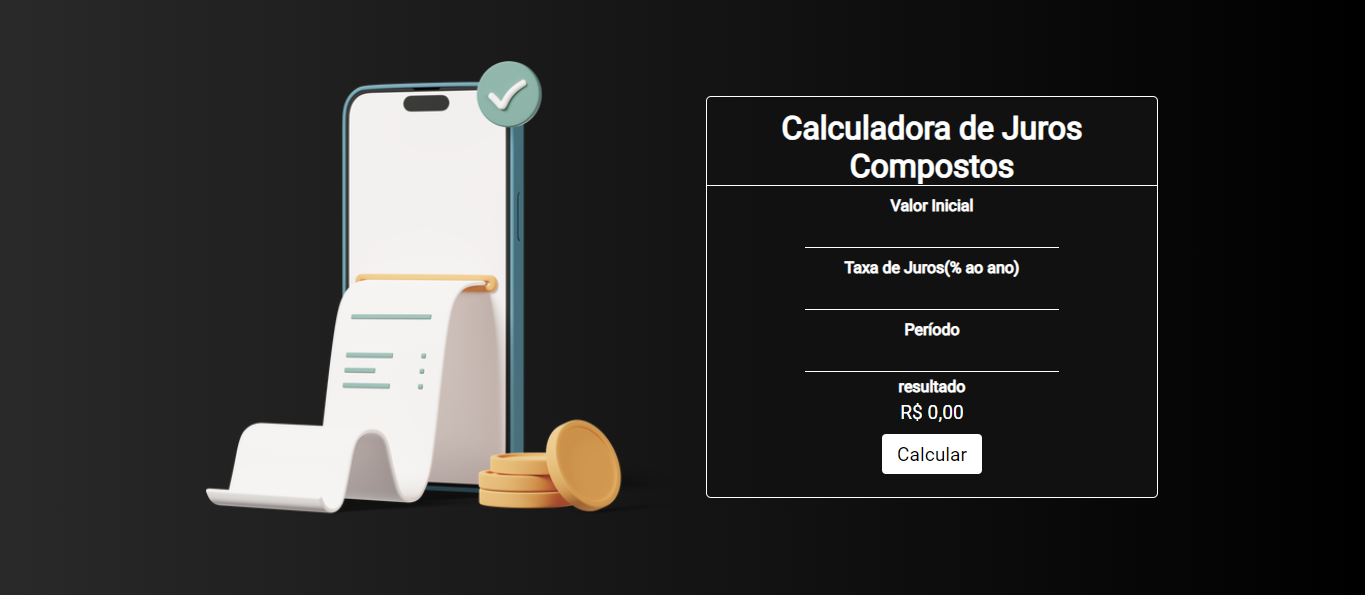 Calculadora de Juros
Compostos
Valor Inicial
Taxa de Juros(% ao ano)
Período
resultado
R$ 0,00
Calcular